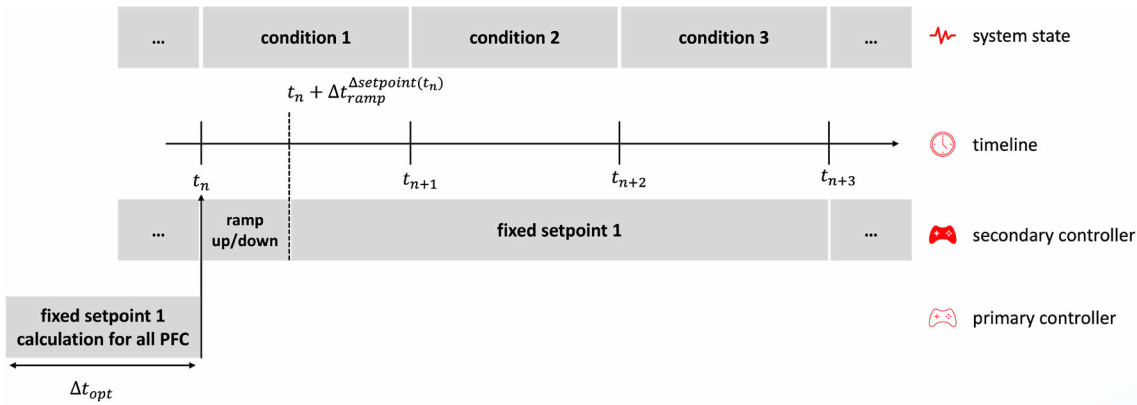 ... condition 1 condition 2 condition 3 ... system state
tₙ + Δt_ramp^Δsetpoint(tₙ)
timeline
tₙ tₙ₊₁ tₙ₊₂ tₙ₊₃
... ramp fixed setpoint 1 ... secondary controller
up/down
fixed setpoint 1
calculation for all PFC primary controller
Δt_opt